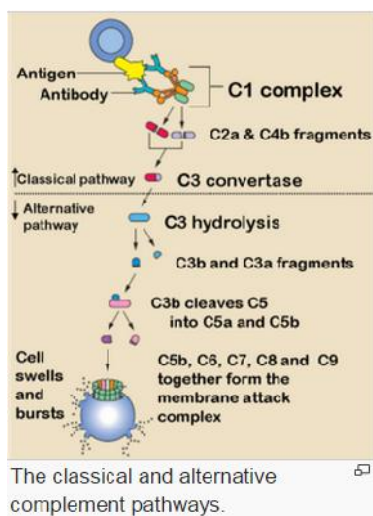 Antigen
Antibody
C1 complex
C2a & C4b fragments
Classical pathway
C3 convertase
Alternative
pathway
C3 hydrolysis
C3b and C3a fragments
C3b cleaves C5
into C5a and C5b
Cell
swells
and
bursts
C5b, C6, C7, C8 and C9
together form the
membrane attack
complex
The classical and alternative
complement pathways.